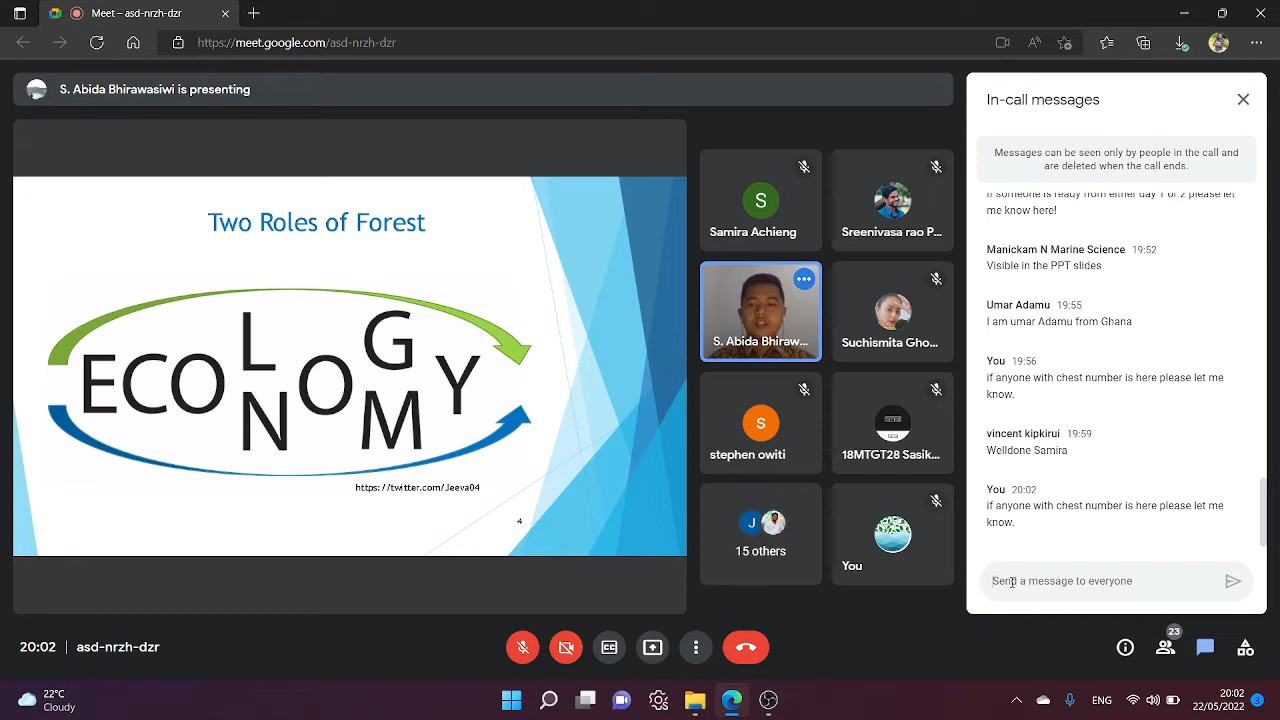 Meet – asd-nrzh-dzr
https://meet.google.com/asd-nrzh-dzr
S. Abida Bhirawasiwi is presenting
Two Roles of Forest
L G
ECO O Y
N M
https://twitter.com/Jeeva04
4
S
Samira Achieng
Sreenivasa rao P...
S. Abida Bhiraw...
Suchismita Gho...
s
stephen owiti
18MTGT28 Sasik...
J
15 others
You
In-call messages
Messages can be seen only by people in the call and
are deleted when the call ends.
If someone is ready from either day 1 or 2 please let
me know here!
Manickam N Marine Science 19:52
Visible in the PPT slides
Umar Adamu 19:55
I am umar Adamu from Ghana
You 19:56
if anyone with chest number is here please let me
know.
vincent kipkirui 19:59
Welldone Samira
You 20:02
if anyone with chest number is here please let me
know.
Send a message to everyone
20:02 | asd-nrzh-dzr
23
22°C
Cloudy
ENG
20:02
22/05/2022
3